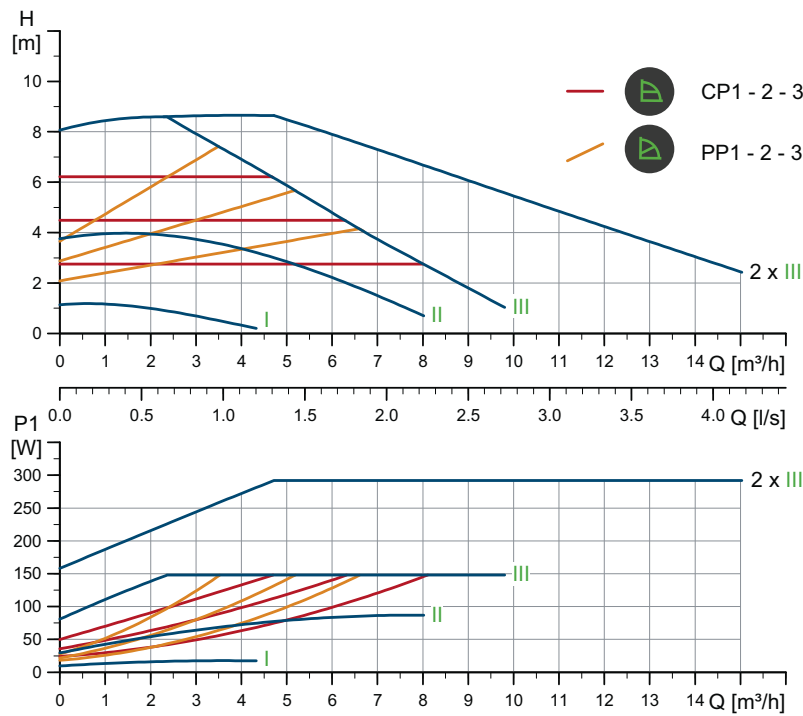 H
[m]
10
8
6
4
2
0
CP1 - 2 - 3
PP1 - 2 - 3
2 x III
III
II
I
0 1 2 3 4 5 6 7 8 9 10 11 12 13 14 Q [m³/h]
0.0 0.5 1.0 1.5 2.0 2.5 3.0 3.5 4.0 Q [l/s]
P1
[W]
300
250
200
150
100
50
0
2 x III
III
II
I
0 1 2 3 4 5 6 7 8 9 10 11 12 13 14 Q [m³/h]